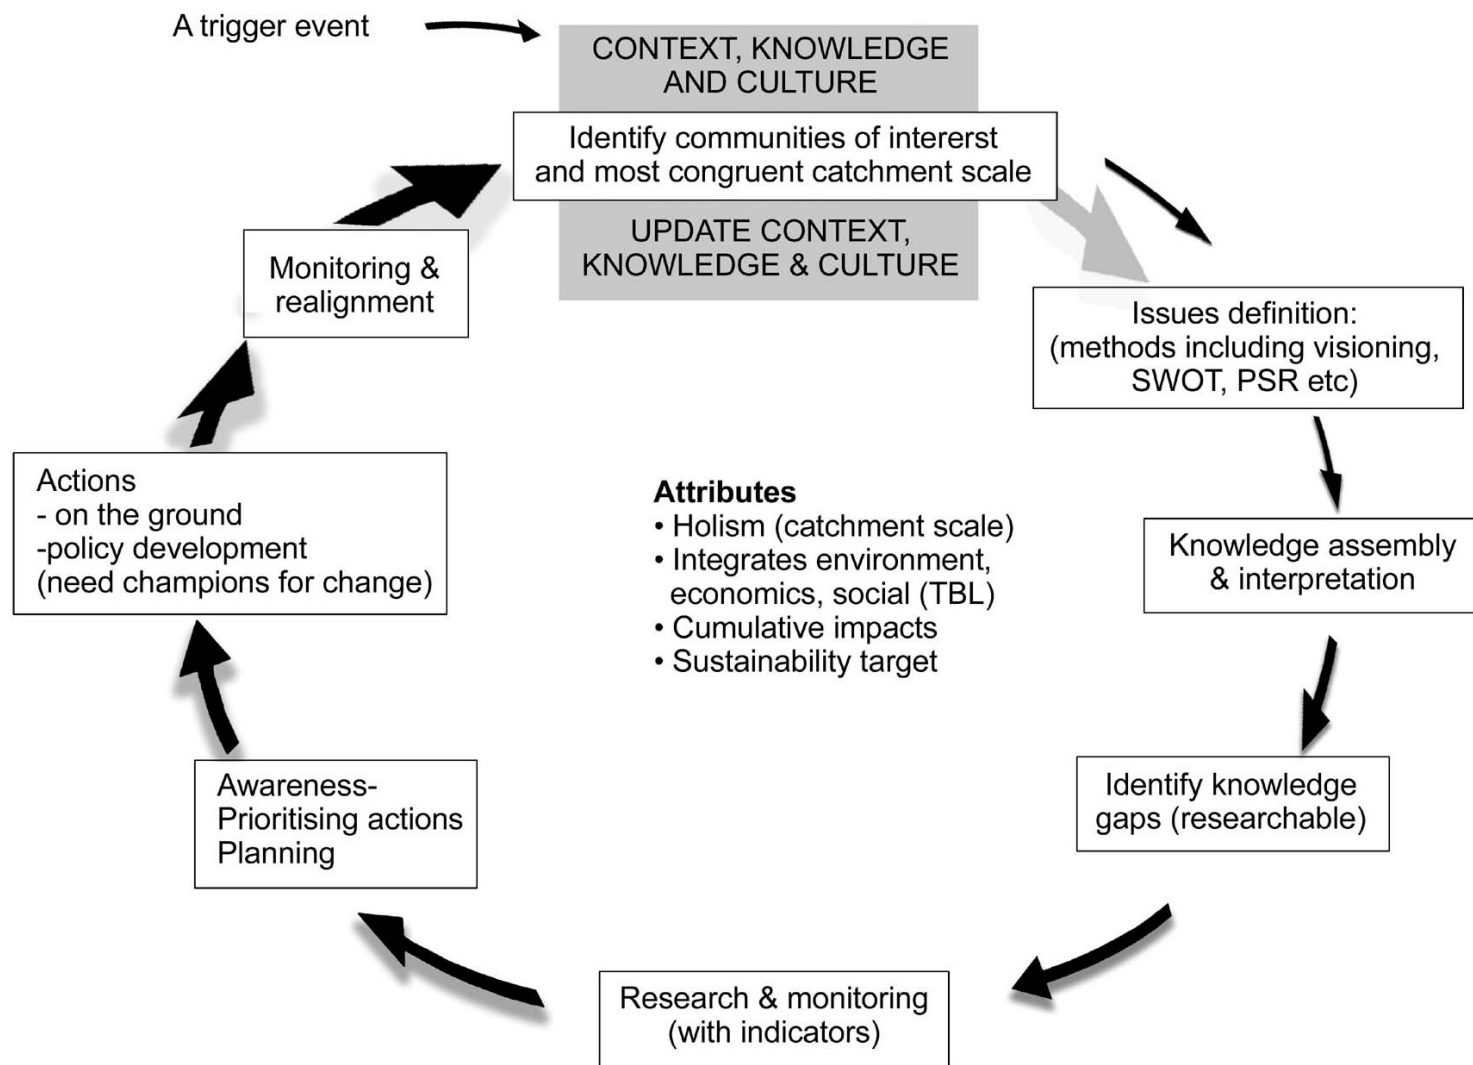 A trigger event
CONTEXT, KNOWLEDGE
AND CULTURE
Identify communities of intererst
and most congruent catchment scale
UPDATE CONTEXT,
KNOWLEDGE & CULTURE
Issues definition:
(methods including visioning,
SWOT, PSR etc)
Knowledge assembly
& interpretation
Identify knowledge
gaps (researchable)
Research & monitoring
(with indicators)
Awareness-
Prioritising actions
Planning
Actions
- on the ground
-policy development
(need champions for change)
Monitoring &
realignment
Attributes
• Holism (catchment scale)
• Integrates environment,
economics, social (TBL)
• Cumulative impacts
• Sustainability target